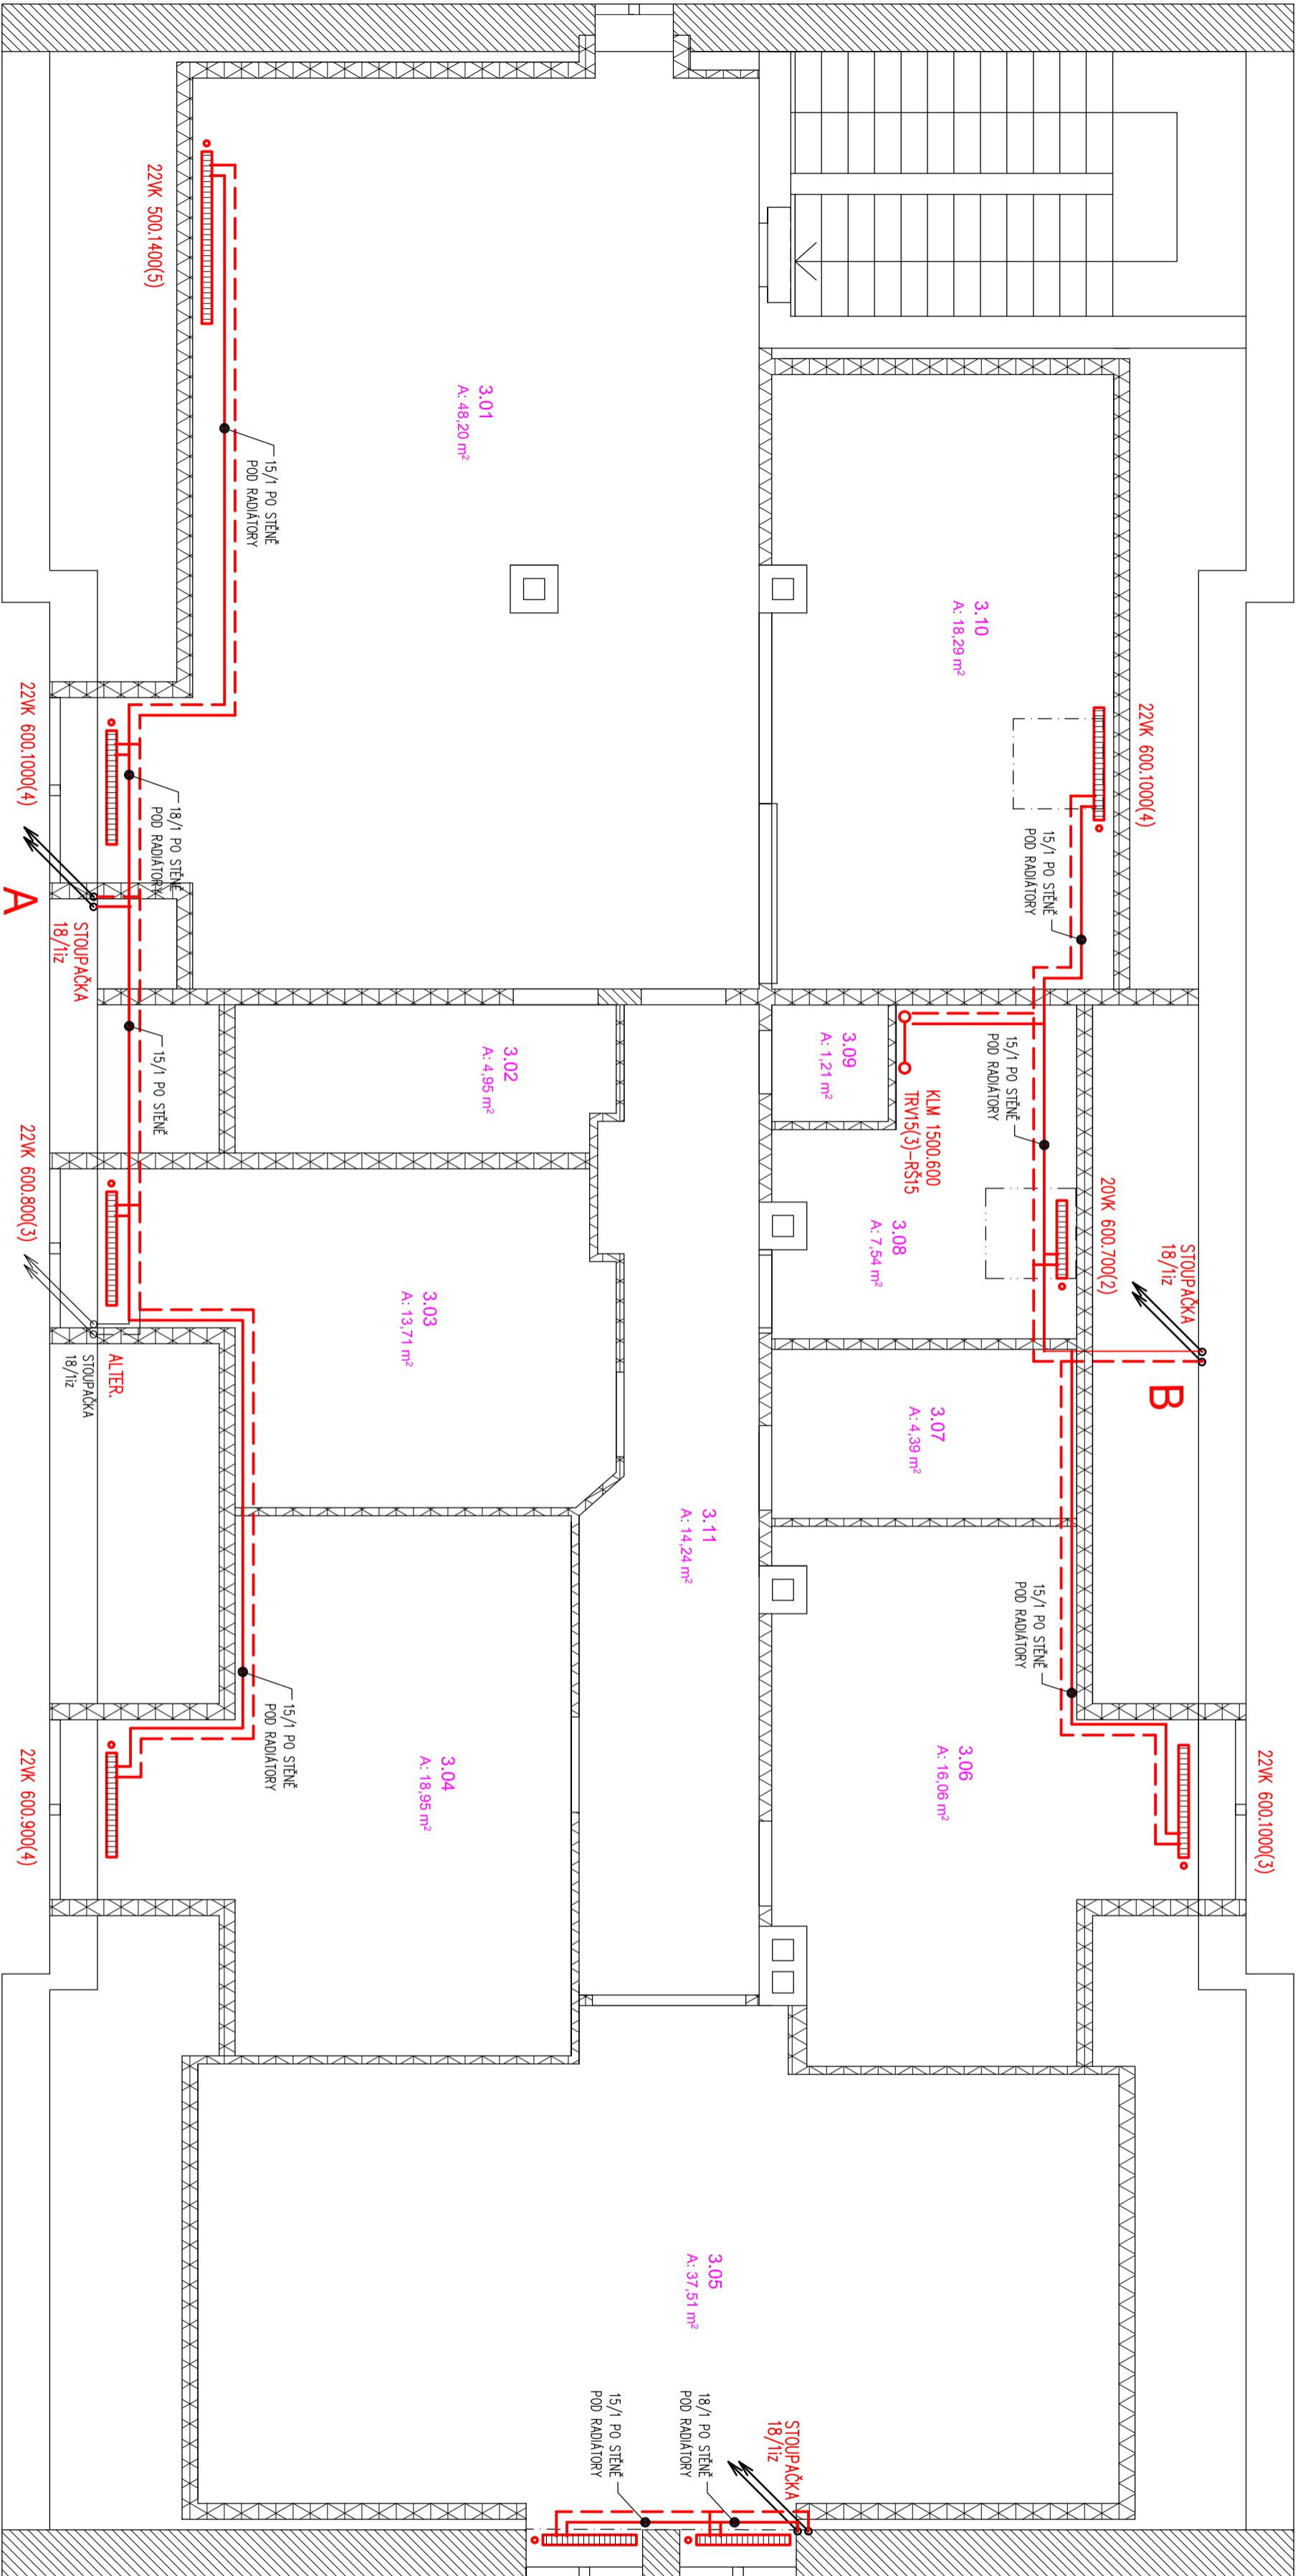 22VK 600.1000(4)
22VK 600.1000(3)
20VK 600.700(2)
STOUPAČKA
18/1iz
B
15/1 PO STĚNĚ
POD RADIÁTORY
15/1 PO STĚNĚ
POD RADIÁTORY
15/1 PO STĚNĚ
POD RADIÁTORY
3.10
A: 18,29 m²
KLM 1500.600
TRV15(3)-RŠ15
3.09
A: 1,21 m²
3.08
A: 7,54 m²
3.07
A: 4,39 m²
3.06
A: 16,06 m²
STOUPAČKA
18/1iz
18/1 PO STĚNĚ
POD RADIÁTORY
15/1 PO STĚNĚ
POD RADIÁTORY
3.05
A: 37,51 m²
3.11
A: 14,24 m²
3.01
A: 48,20 m²
3.02
A: 4,95 m²
3.03
A: 13,71 m²
3.04
A: 18,95 m²
15/1 PO STĚNĚ
POD RADIÁTORY
15/1 PO STĚNĚ
POD RADIÁTORY
18/1 PO STĚNĚ
POD RADIÁTORY
15/1 PO STĚNĚ
22VK 500.1400(5)
ALTER.
STOUPAČKA
18/1iz
STOUPAČKA
18/1iz
22VK 600.1000(4)
A
22VK 600.800(3)
22VK 600.900(4)